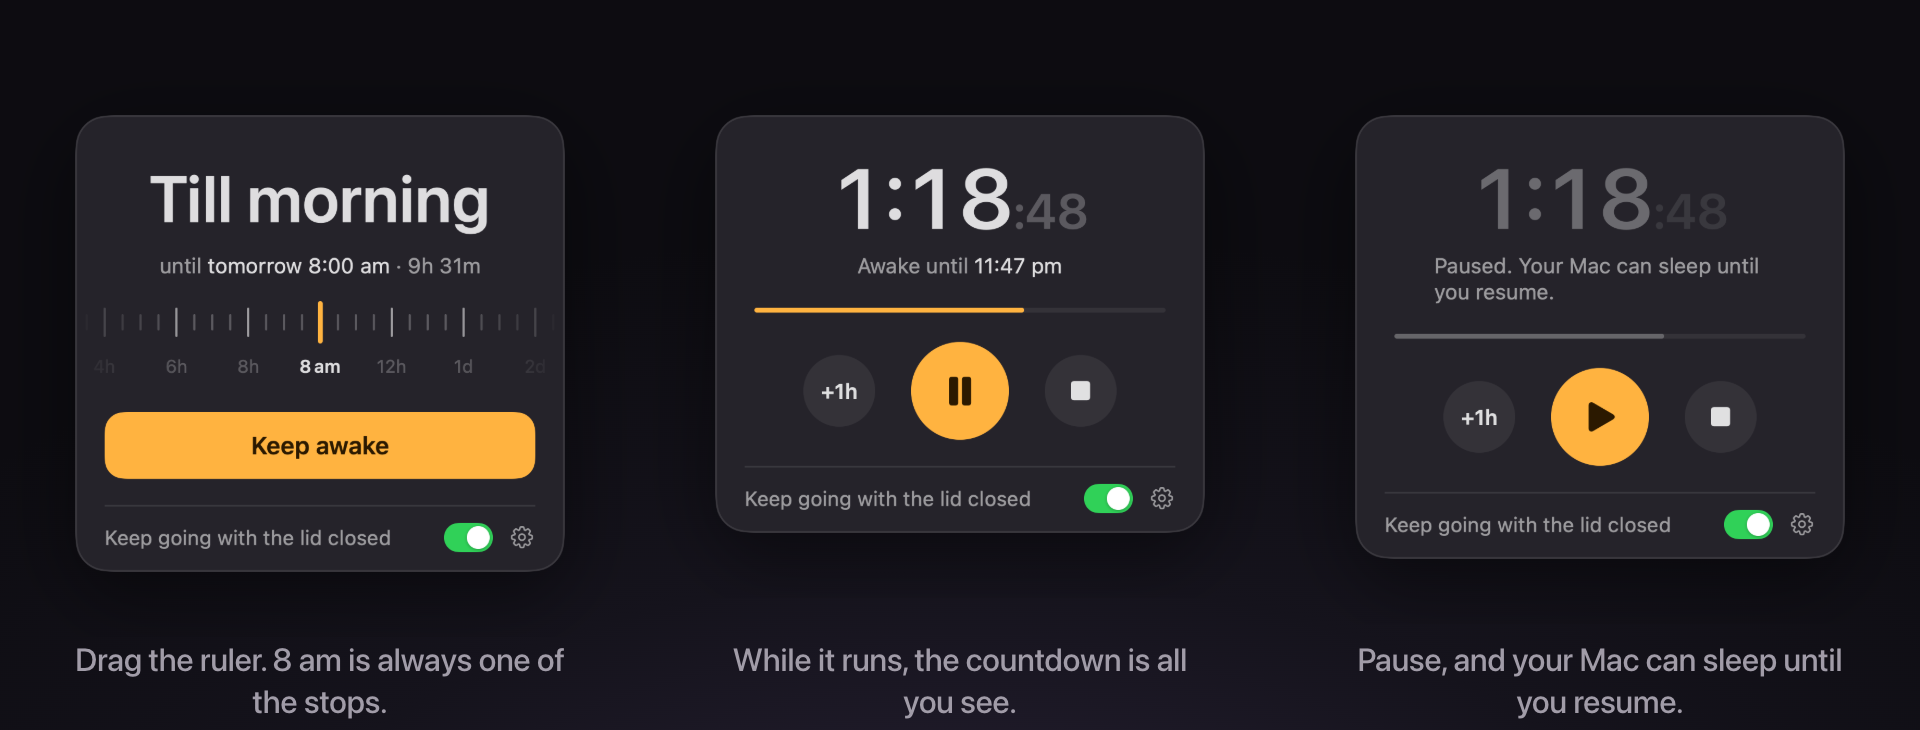 Till morning
until tomorrow 8:00 am · 9h 31m
4h 6h 8h 8 am 12h 1d 2d
Keep awake
Keep going with the lid closed
Drag the ruler. 8 am is always one of
the stops.
1:18:48
Awake until 11:47 pm
+1h
Keep going with the lid closed
While it runs, the countdown is all
you see.
1:18:48
Paused. Your Mac can sleep until
you resume.
+1h
Keep going with the lid closed
Pause, and your Mac can sleep until
you resume.